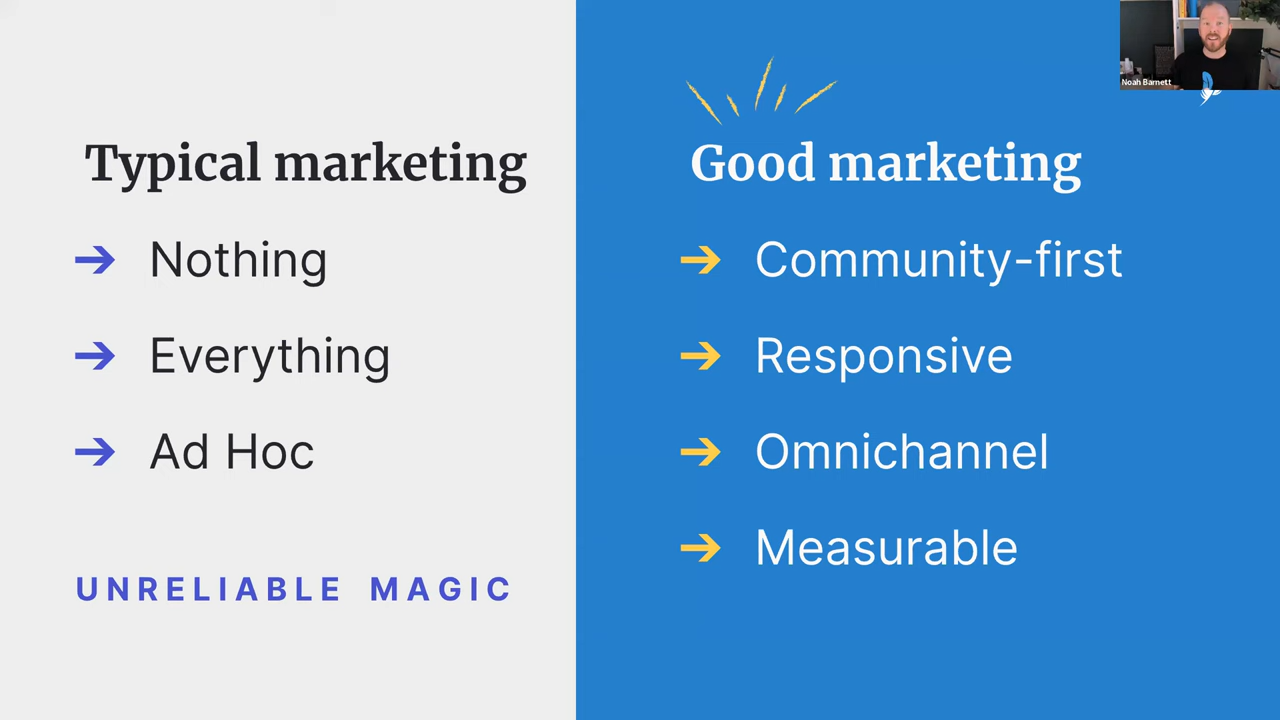 Typical marketing
Nothing
Everything
Ad Hoc
UNRELIABLE MAGIC
Good marketing
Community-first
Responsive
Omnichannel
Measurable
Noah Barnett